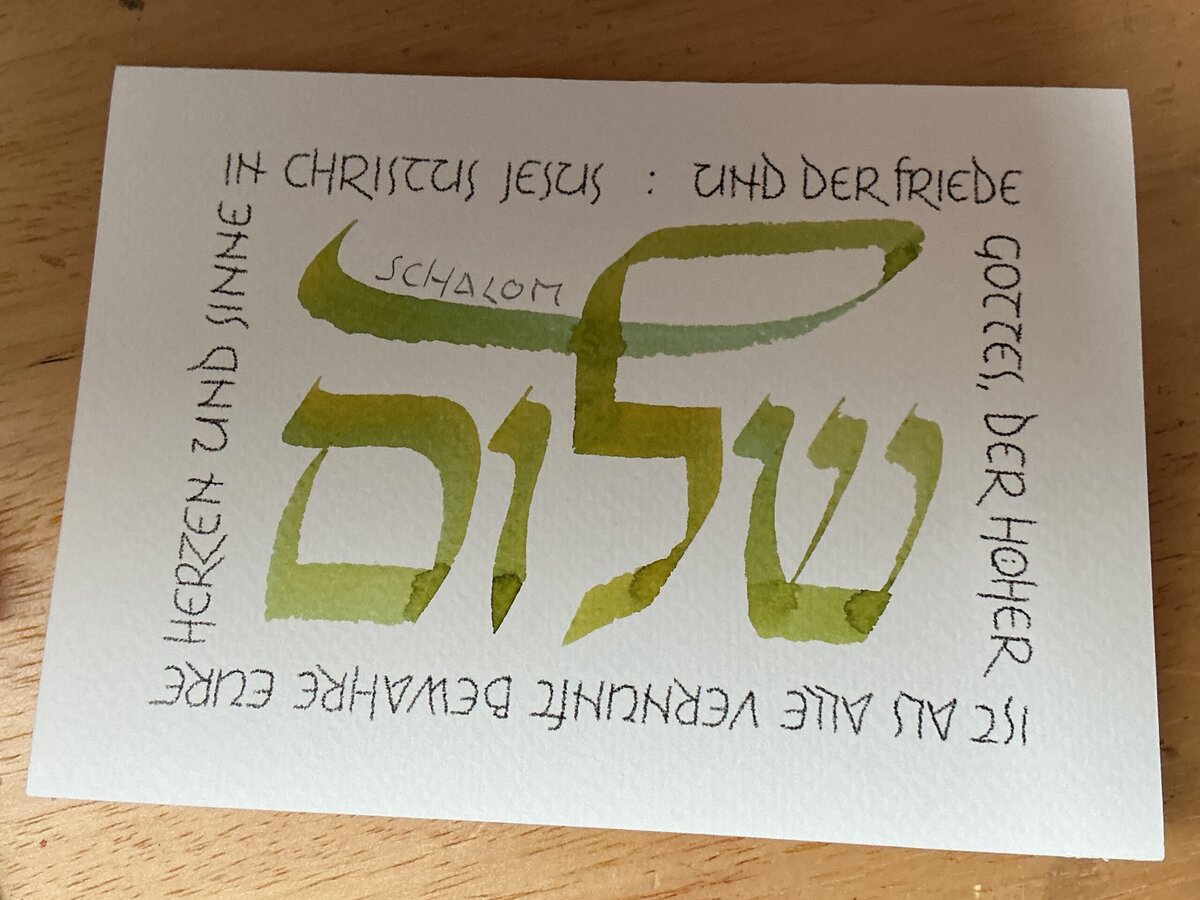 IN CHRISTUS JESUS : UND DER FRIEDE
GOTTES, DER HÖHER
IST ALS ALLE VERNUNFT BEWAHRE EURE
HERZEN UND SINNE
SCHALOM
שלום